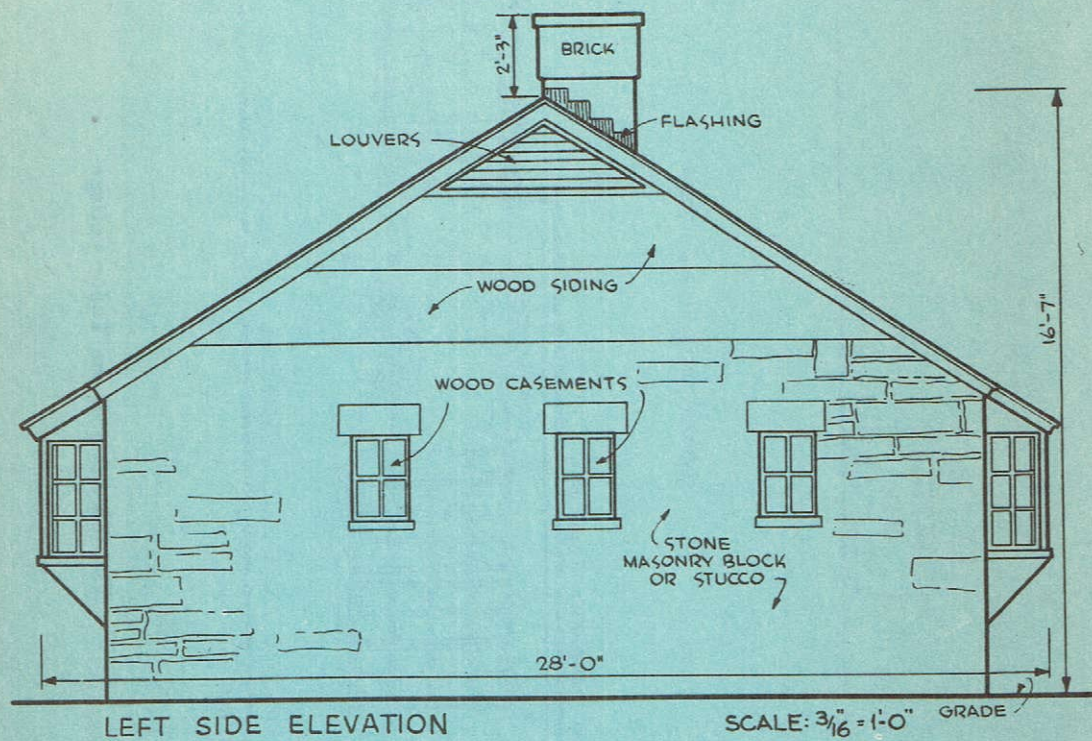 2'-3"
BRICK
LOUVERS
FLASHING
WOOD SIDING
16'-7"
WOOD CASEMENTS
STONE
MASONRY BLOCK
OR STUCCO
28'-0"
LEFT SIDE ELEVATION
SCALE: 3/16" = 1'-0"
GRADE